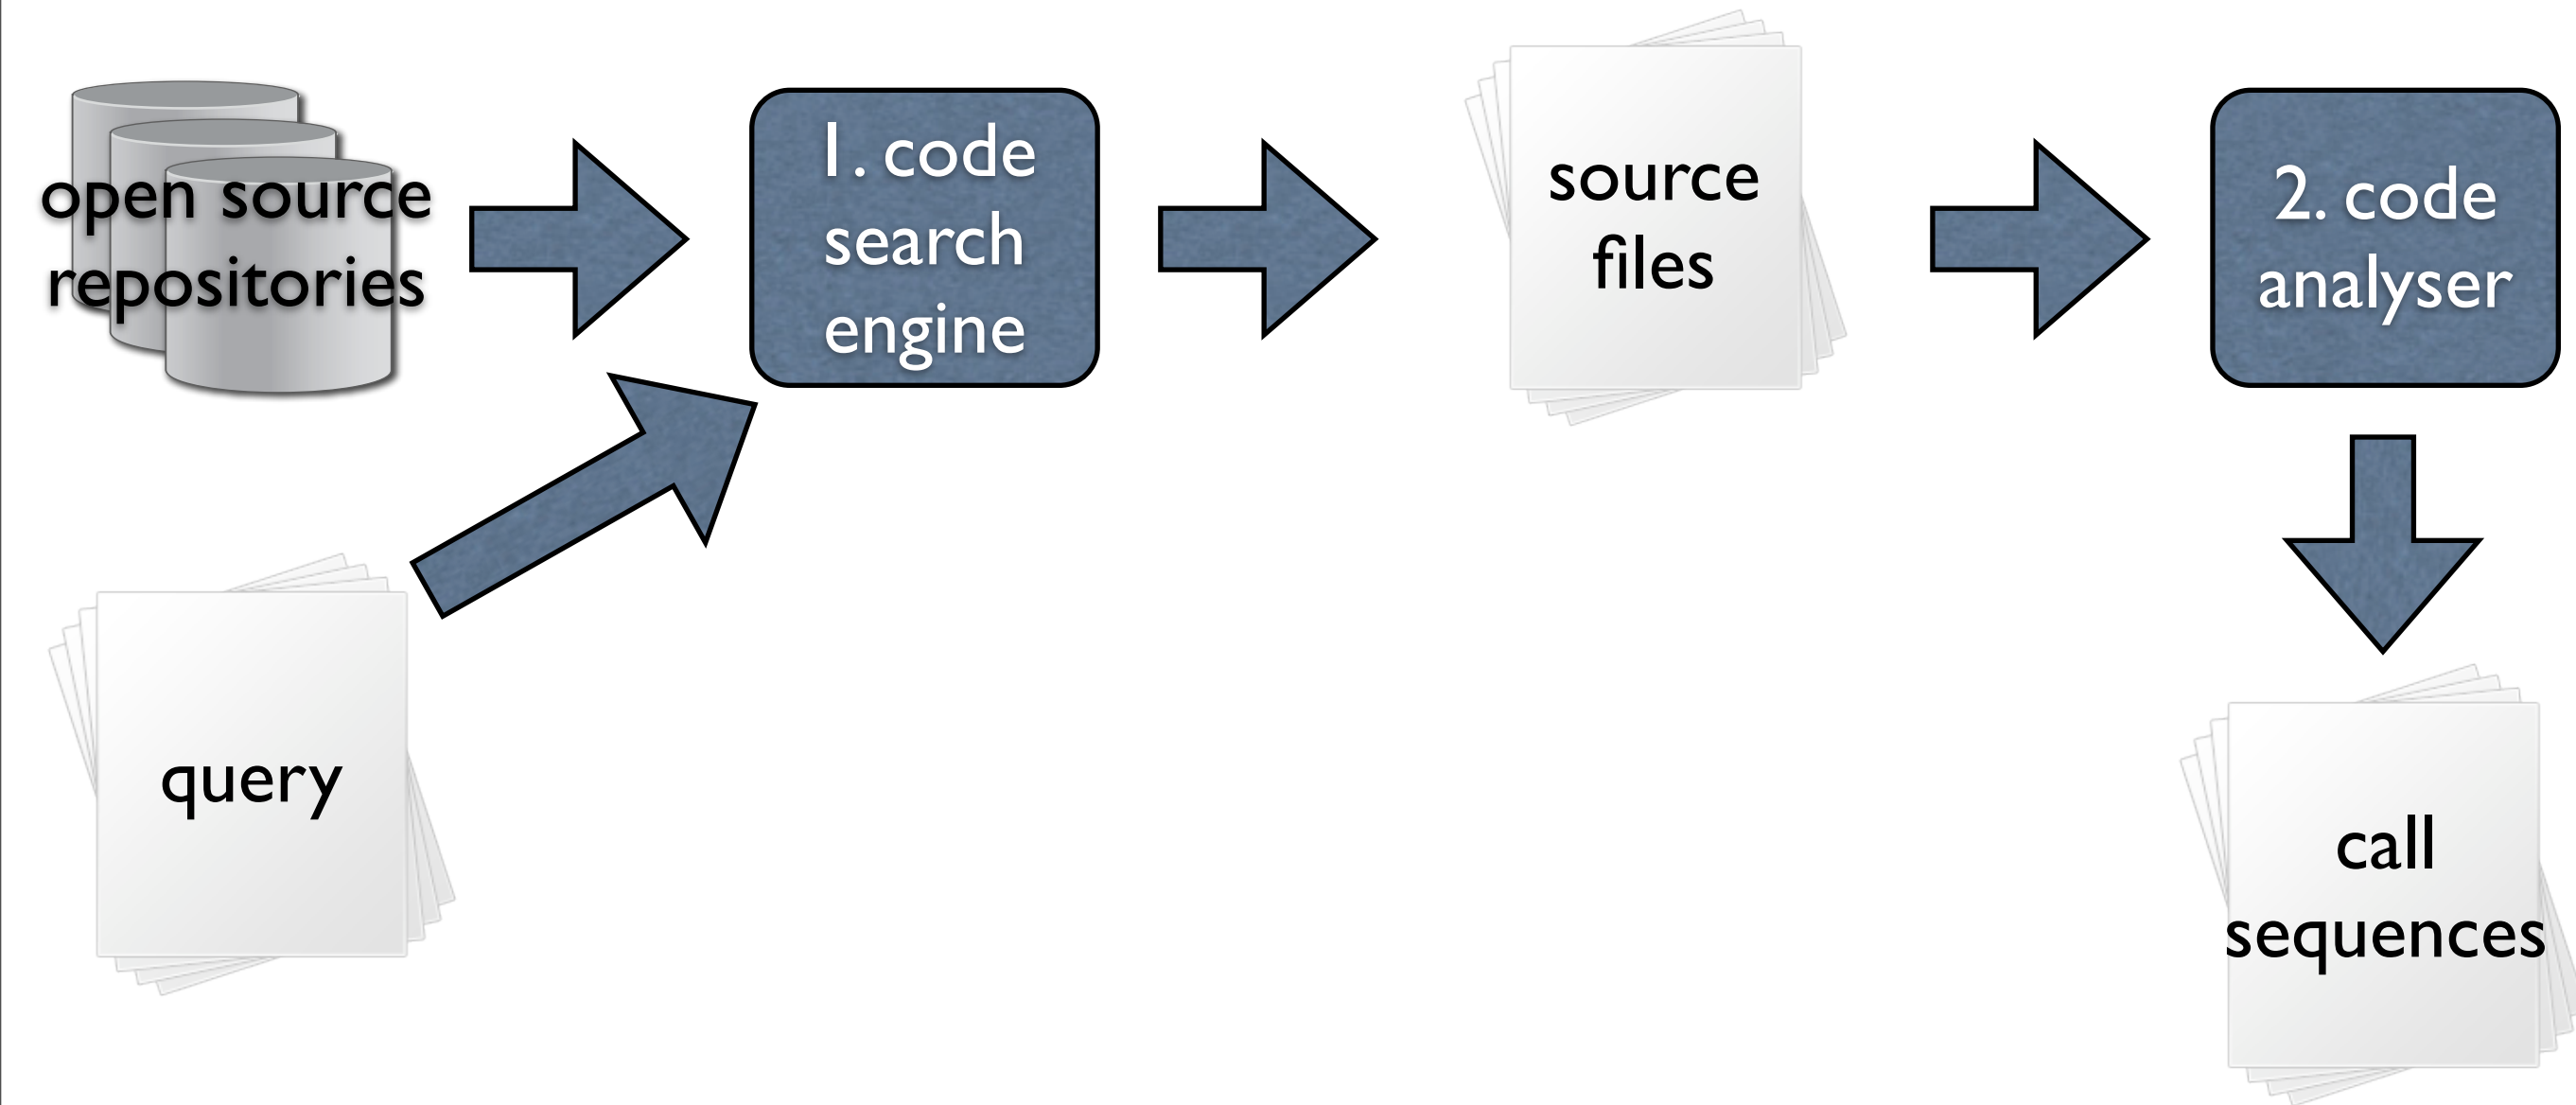 open source
repositories
1. code
search
engine
source
files
2. code
analyser
query
call
sequences